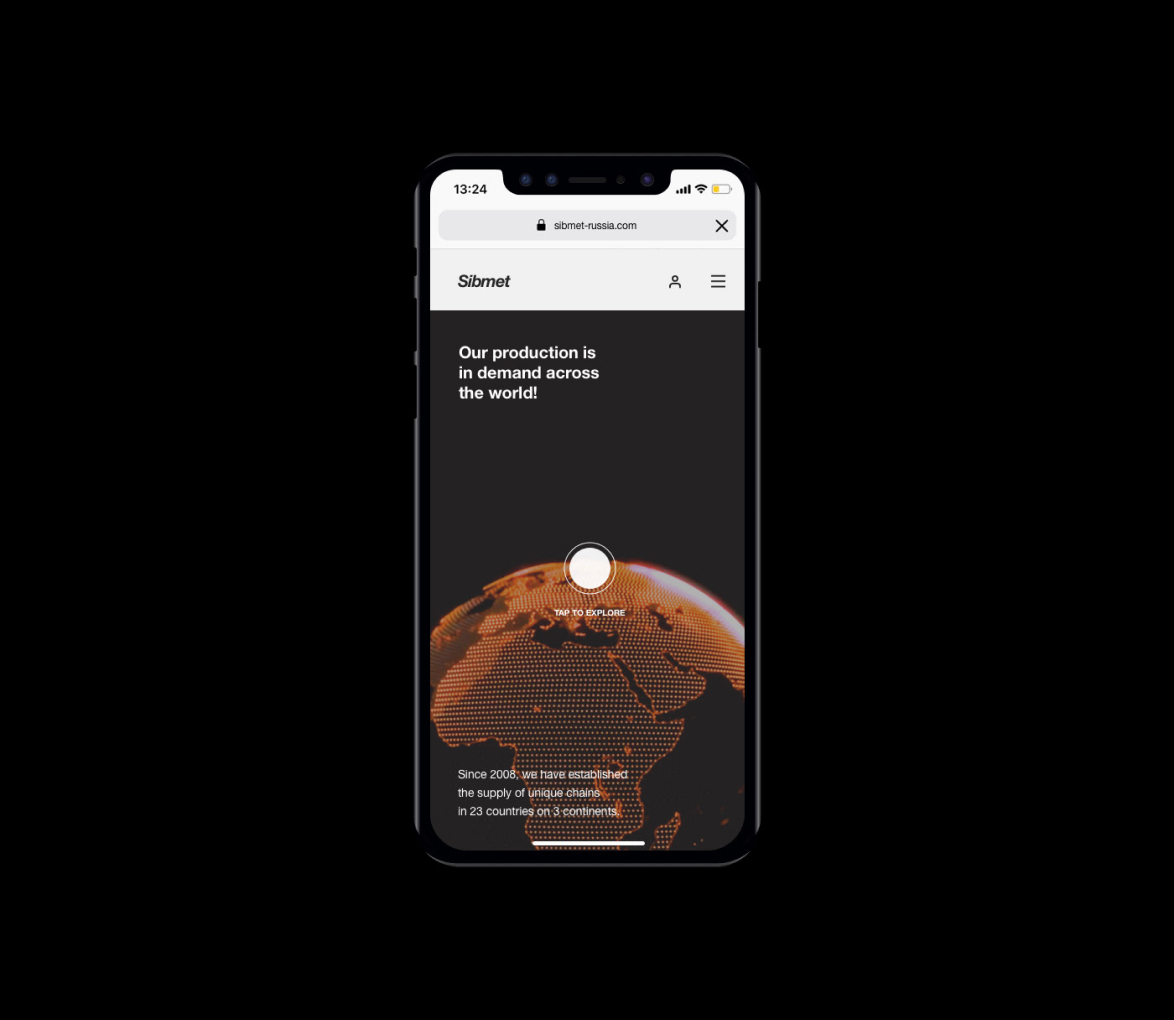 13:24
sibmet-russia.com
Sibmet
Our production is
in demand across
the world!
TAP TO EXPLORE
Since 2008, we have established
the supply of unique chains
in 23 countries on 3 continents.